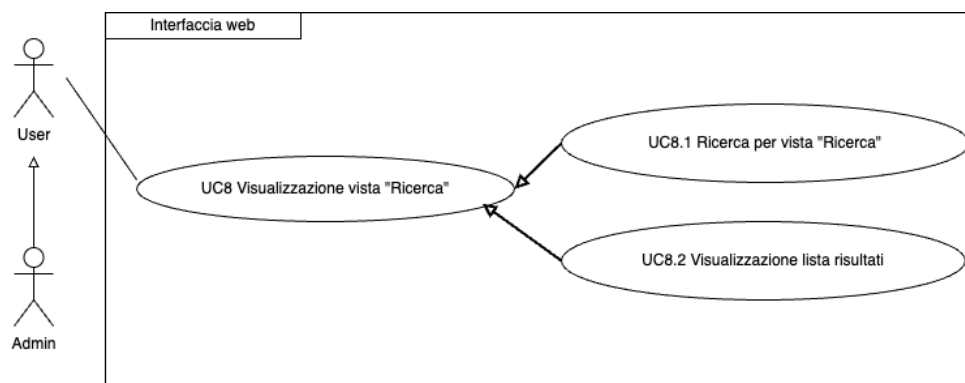 Interfaccia web
User
UC8.1 Ricerca per vista "Ricerca"
UC8 Visualizzazione vista "Ricerca"
UC8.2 Visualizzazione lista risultati
Admin